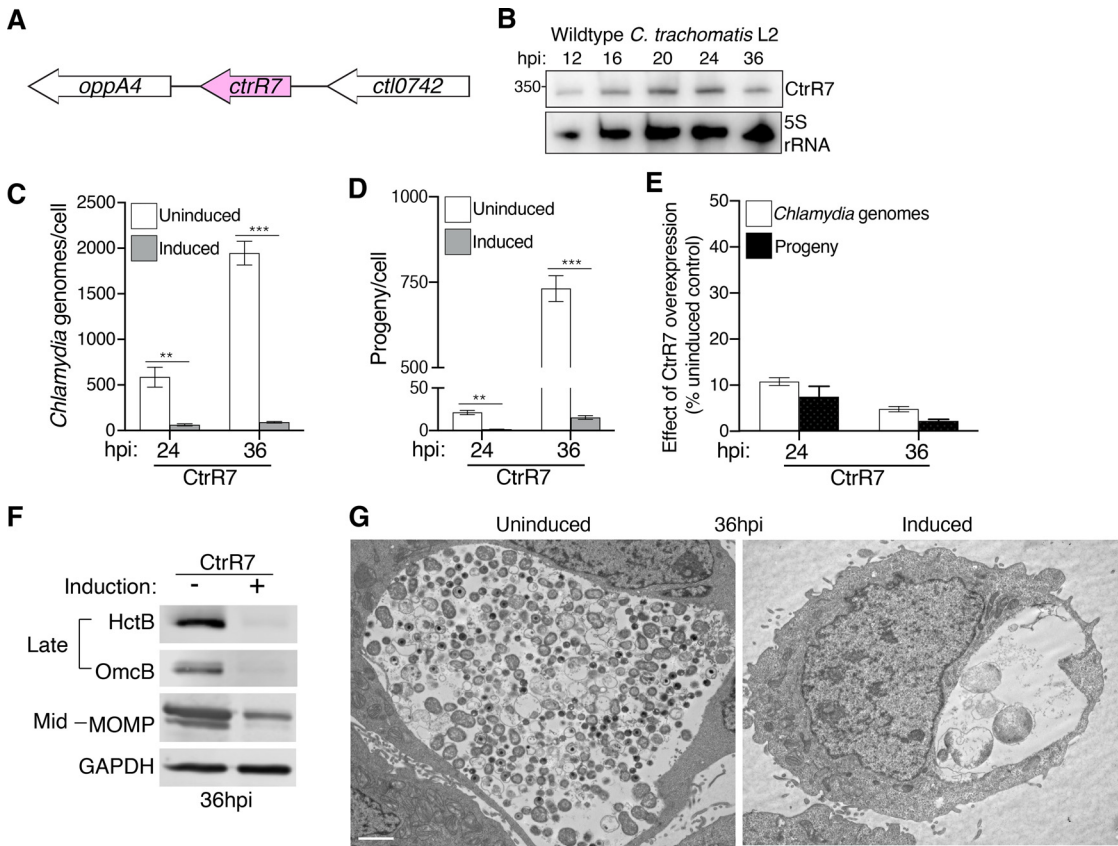 A
oppA4
ctrR7
ctl0742
B
Wildtype C. trachomatis L2
hpi: 12 16 20 24 36
350-
CtrR7
5S
rRNA
C
Chlamydia genomes/cell
2500
2000
1500
1000
500
0
Uninduced
Induced
**
***
hpi: 24 36
CtrR7
D
Progeny/cell
1000
750
500
50
0
Uninduced
Induced
**
***
hpi: 24 36
CtrR7
E
Effect of CtrR7 overexpression
(% uninduced control)
50
40
30
20
10
0
Chlamydia genomes
Progeny
hpi: 24 36
CtrR7
F
CtrR7
Induction: - +
Late
HctB
OmcB
Mid –MOMP
GAPDH
36hpi
G
Uninduced 36hpi Induced